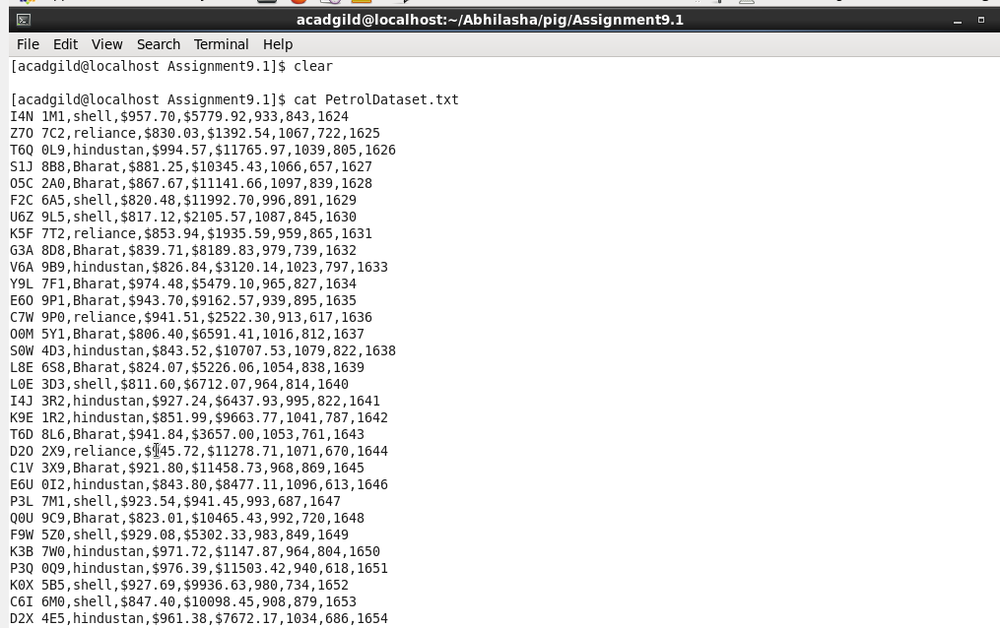 acadgild@localhost:~/Abhilasha/pig/Assignment9.1
File Edit View Search Terminal Help
[acadgild@localhost Assignment9.1]$ clear
[acadgild@localhost Assignment9.1]$ cat PetrolDataset.txt
I4N 1M1,shell,$957.70,$5779.92,933,843,1624
Z7O 7C2,reliance,$830.03,$1392.54,1067,722,1625
T6Q 0L9,hindustan,$994.57,$11765.97,1039,805,1626
S1J 8B8,Bharat,$881.25,$10345.43,1066,657,1627
O5C 2A0,Bharat,$867.67,$11141.66,1097,839,1628
F2C 6A5,shell,$820.48,$11992.70,996,891,1629
U6Z 9L5,shell,$817.12,$2105.57,1087,845,1630
K5F 7T2,reliance,$853.94,$1935.59,959,865,1631
G3A 8D8,Bharat,$839.71,$8189.83,979,739,1632
V6A 9B9,hindustan,$826.84,$3120.14,1023,797,1633
Y9L 7F1,Bharat,$974.48,$5479.10,965,827,1634
E6O 9P1,Bharat,$943.70,$9162.57,939,895,1635
C7W 9P0,reliance,$941.51,$2522.30,913,617,1636
O0M 5Y1,Bharat,$806.40,$6591.41,1016,812,1637
S0W 4D3,hindustan,$843.52,$10707.53,1079,822,1638
L8E 6S8,Bharat,$824.07,$5226.06,1054,838,1639
L0E 3D3,shell,$811.60,$6712.07,964,814,1640
I4J 3R2,hindustan,$927.24,$6437.93,995,822,1641
K9E 1R2,hindustan,$851.99,$9663.77,1041,787,1642
T6D 8L6,Bharat,$941.84,$3657.00,1053,761,1643
D2O 2X9,reliance,$ 45.72,$11278.71,1071,670,1644
C1V 3X9,Bharat,$921.80,$11458.73,968,869,1645
E6U 0I2,hindustan,$843.80,$8477.11,1096,613,1646
P3L 7M1,shell,$923.54,$941.45,993,687,1647
Q0U 9C9,Bharat,$823.01,$10465.43,992,720,1648
F9W 5Z0,shell,$929.08,$5302.33,983,849,1649
K3B 7W0,hindustan,$971.72,$1147.87,964,804,1650
P3Q 0Q9,hindustan,$976.39,$11503.42,940,618,1651
K0X 5B5,shell,$927.69,$9936.63,980,734,1652
C6I 6M0,shell,$847.40,$10098.45,908,879,1653
D2X 4E5,hindustan,$961.38,$7672.17,1034,686,1654